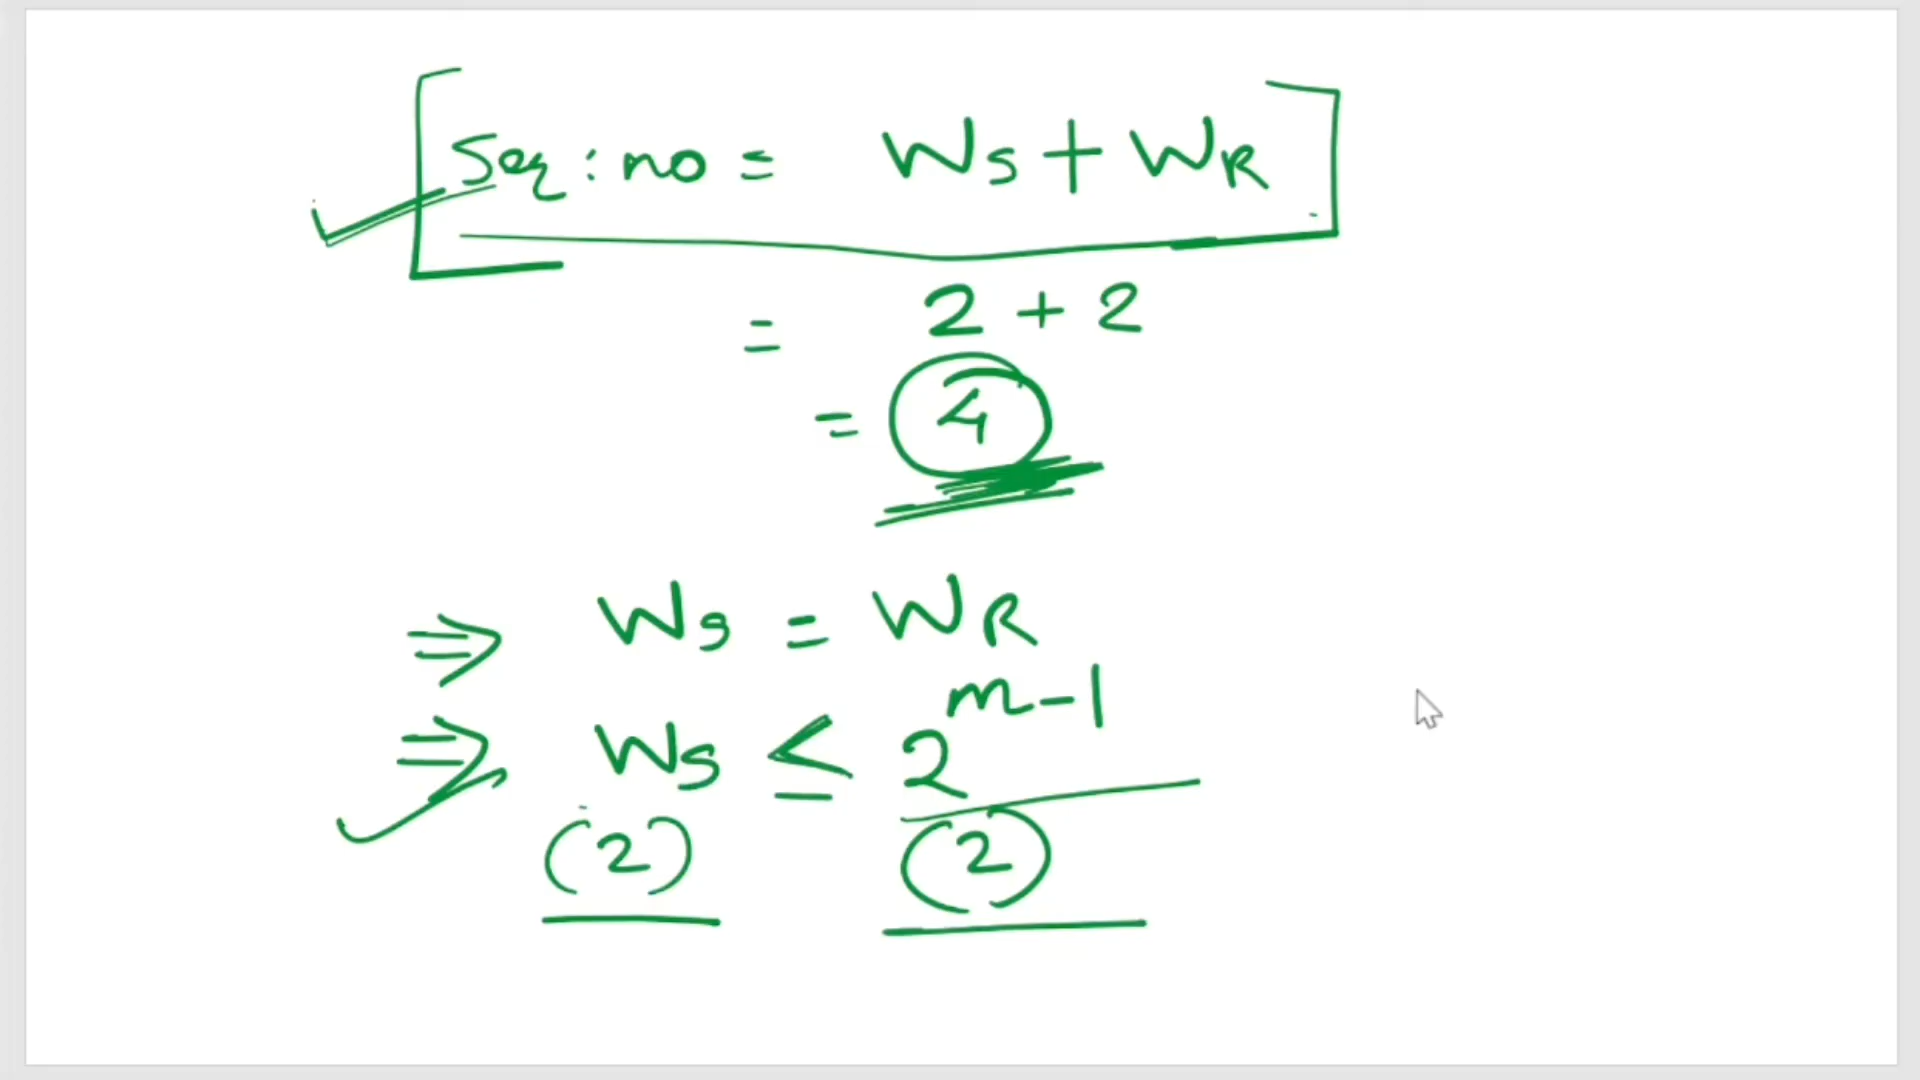 Seq: no = Ws + WR
= 2 + 2
= 4
⇒ Ws = WR
⇒ Ws ≤ 2^m-1
(2) (2)